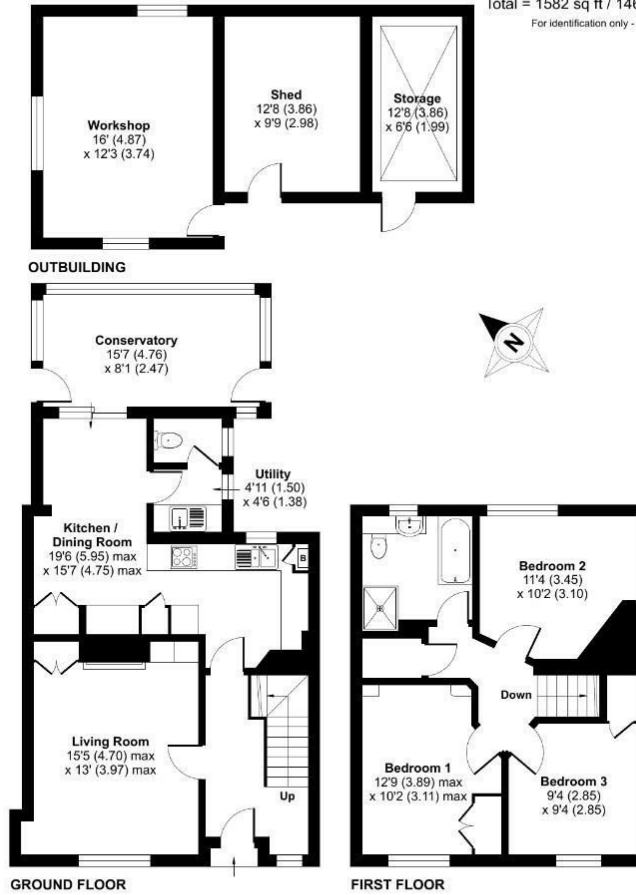 Total = 1582 sq ft / 146
For identification only -
Workshop
16' (4.87)
x 12'3 (3.74)
Shed
12'8 (3.86)
x 9'9 (2.98)
Storage
12'8 (3.86)
x 6'6 (1.99)
OUTBUILDING
Conservatory
15'7 (4.76)
x 8'1 (2.47)
N
Utility
4'11 (1.50)
x 4'6 (1.38)
Kitchen /
Dining Room
19'6 (5.95) max
x 15'7 (4.75) max
B
Living Room
15'5 (4.70) max
x 13' (3.97) max
Up
GROUND FLOOR
Bedroom 2
11'4 (3.45)
x 10'2 (3.10)
Down
Bedroom 1
12'9 (3.89) max
x 10'2 (3.11) max
Bedroom 3
9'4 (2.85)
x 9'4 (2.85)
FIRST FLOOR